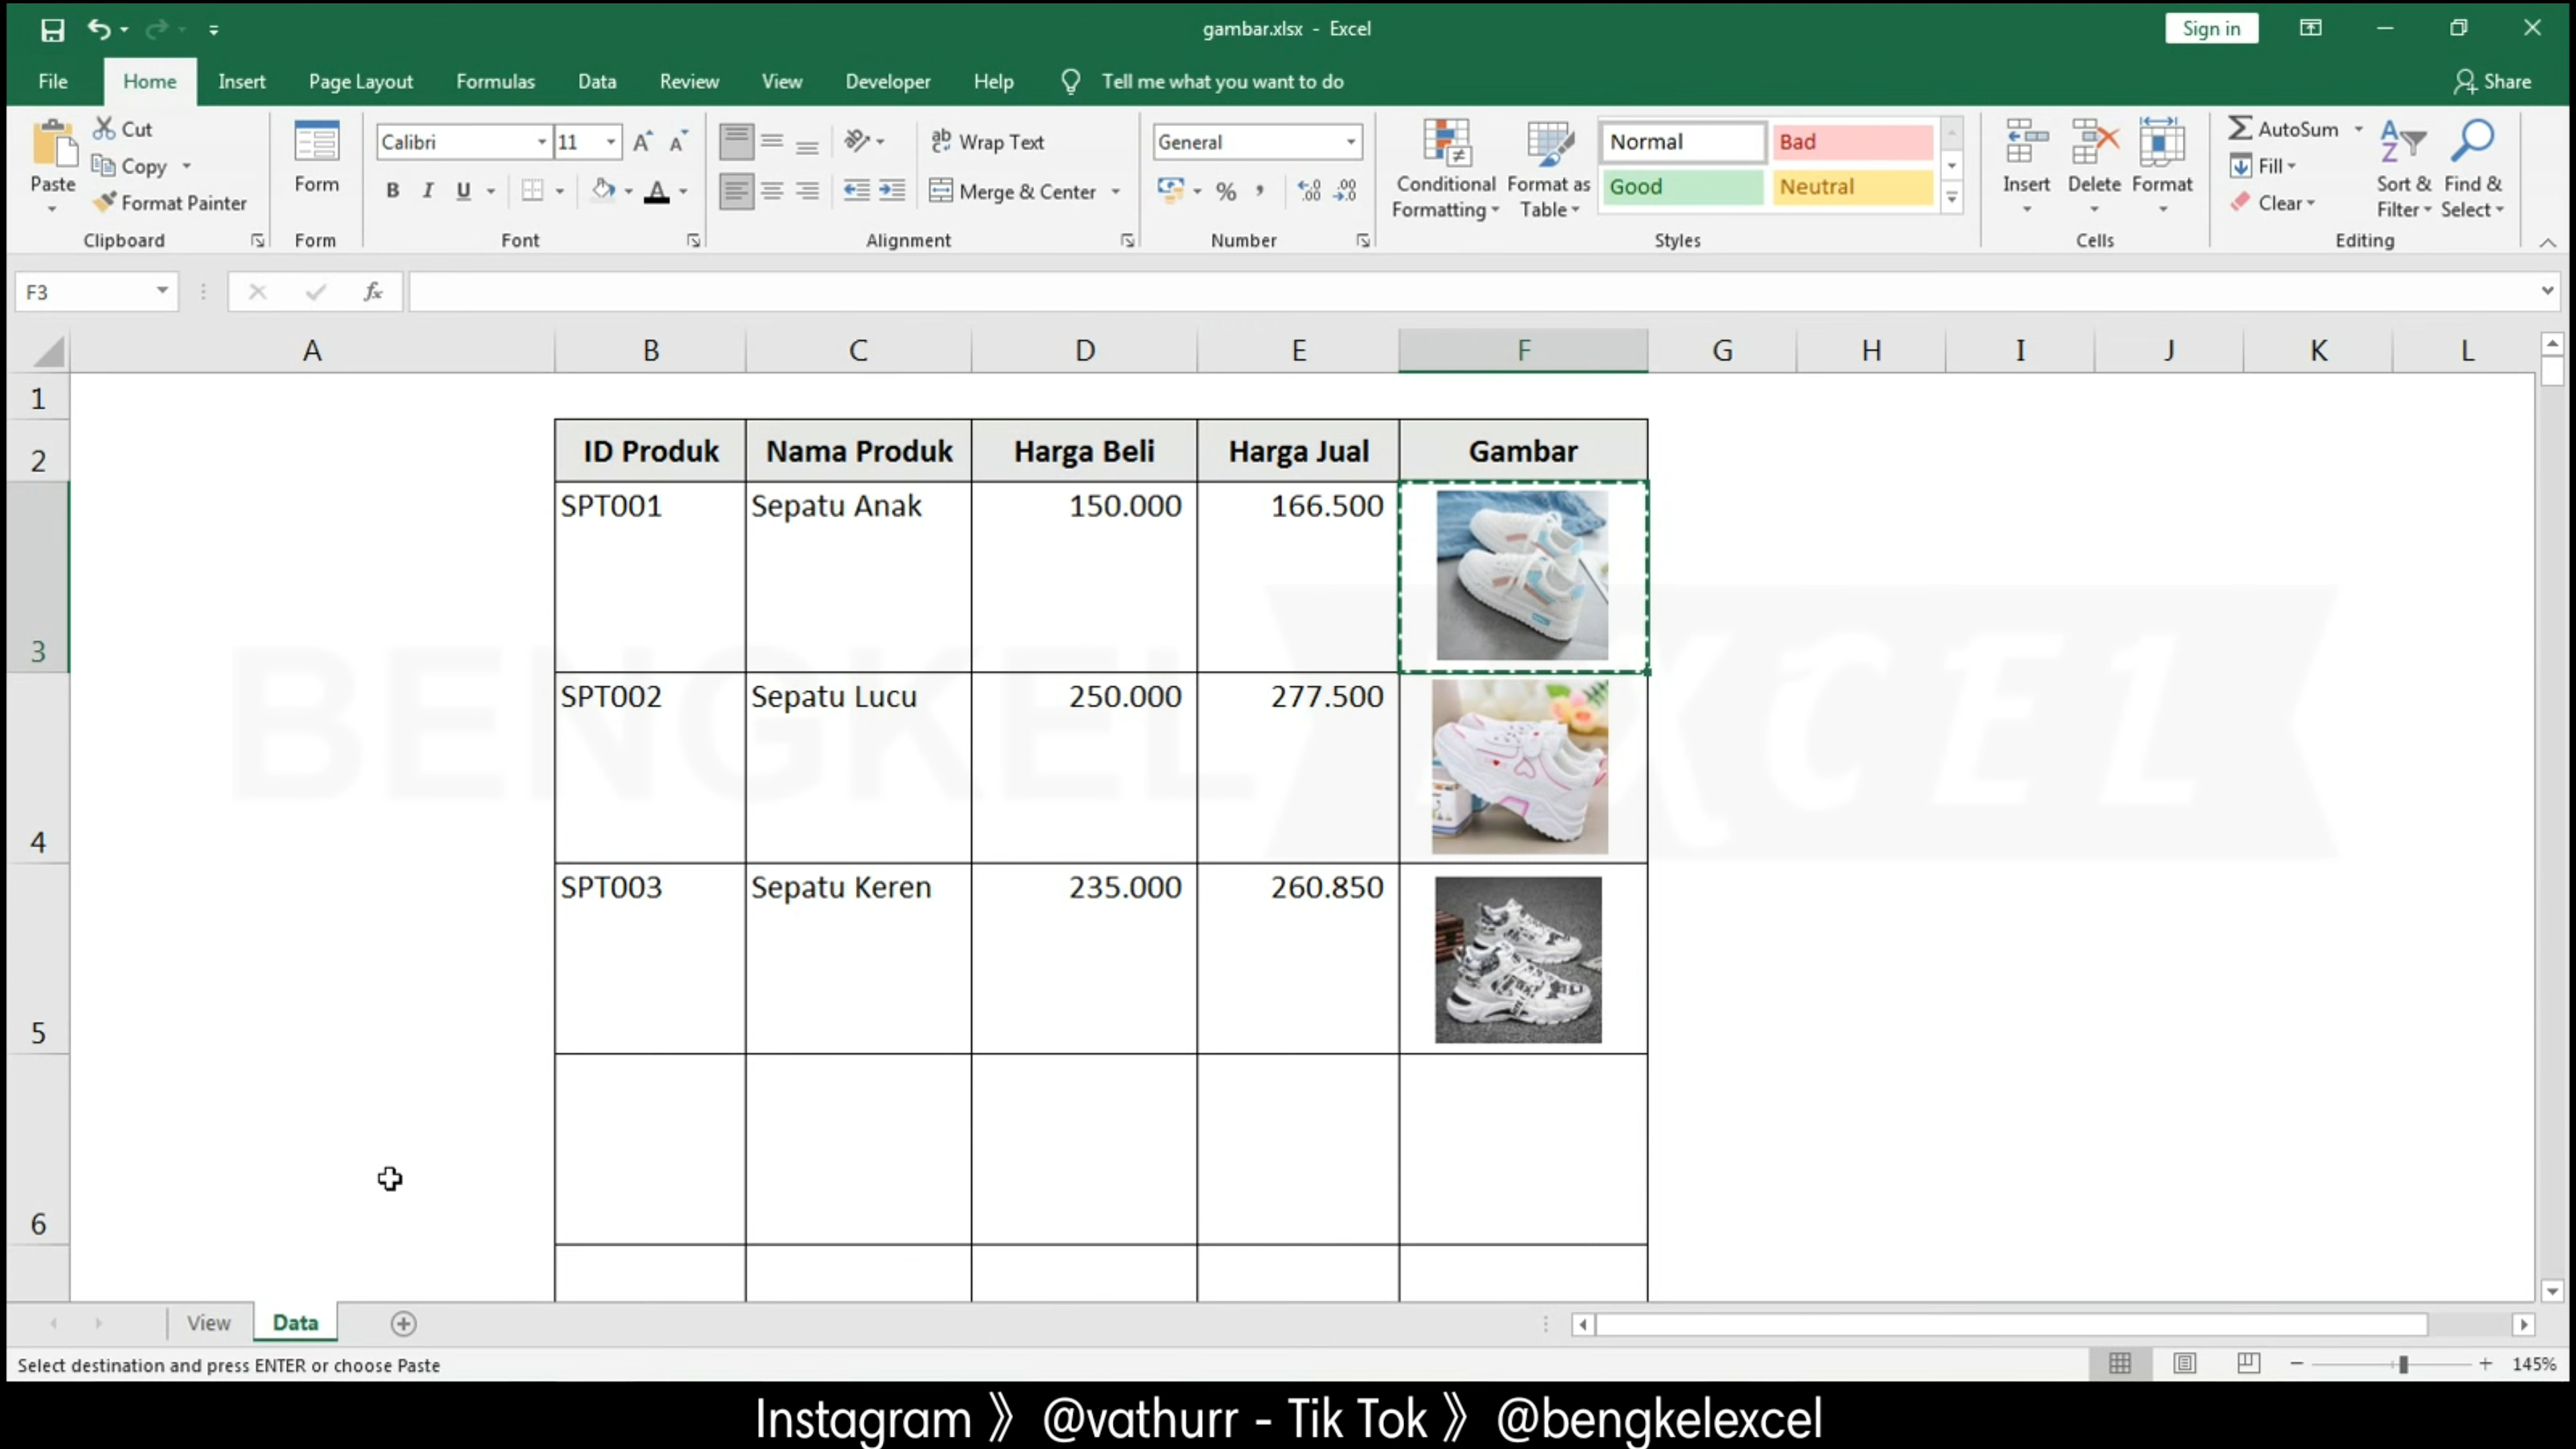 gambar.xlsx - Excel
Sign in
File Home Insert Page Layout Formulas Data Review View Developer Help Tell me what you want to do Share
Paste
Cut
Copy
Format Painter
Clipboard
Form
Form
Calibri 11
B I U
Font
Wrap Text
Merge & Center
Alignment
General
%
Number
Conditional Formatting
Format as Table
Normal Bad
Good Neutral
Styles
Insert Delete Format
Cells
AutoSum
Fill
Clear
Sort & Filter
Find & Select
Editing
F3 fx
A B C D E F G H I J K L
1
2 ID Produk Nama Produk Harga Beli Harga Jual Gambar
3 SPT001 Sepatu Anak 150.000 166.500
4 SPT002 Sepatu Lucu 250.000 277.500
5 SPT003 Sepatu Keren 235.000 260.850
6
BENGKEL EXCEL
View Data
Select destination and press ENTER or choose Paste
145%
Instagram 》 @vathurr - Tik Tok 》 @bengkelexcel